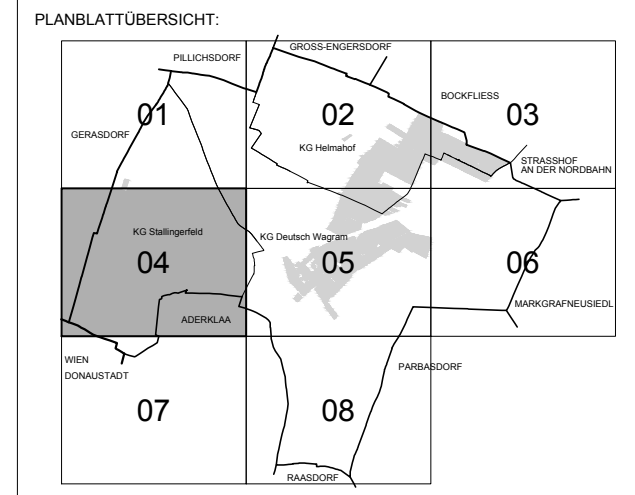 PLANBLATTÜBERSICHT:
PILLICHSDORF
GROSS-ENGERSDORF
BOCKFLIESS
01
02
03
GERASDORF
KG Helmahof
STRASSHOF
AN DER NORDBAHN
KG Stallingerfeld
KG Deutsch Wagram
04
05
06
MARKGRAFNEUSIEDL
ADERKLAA
WIEN
DONAUSTADT
PARBASDORF
07
08
RAASDORF